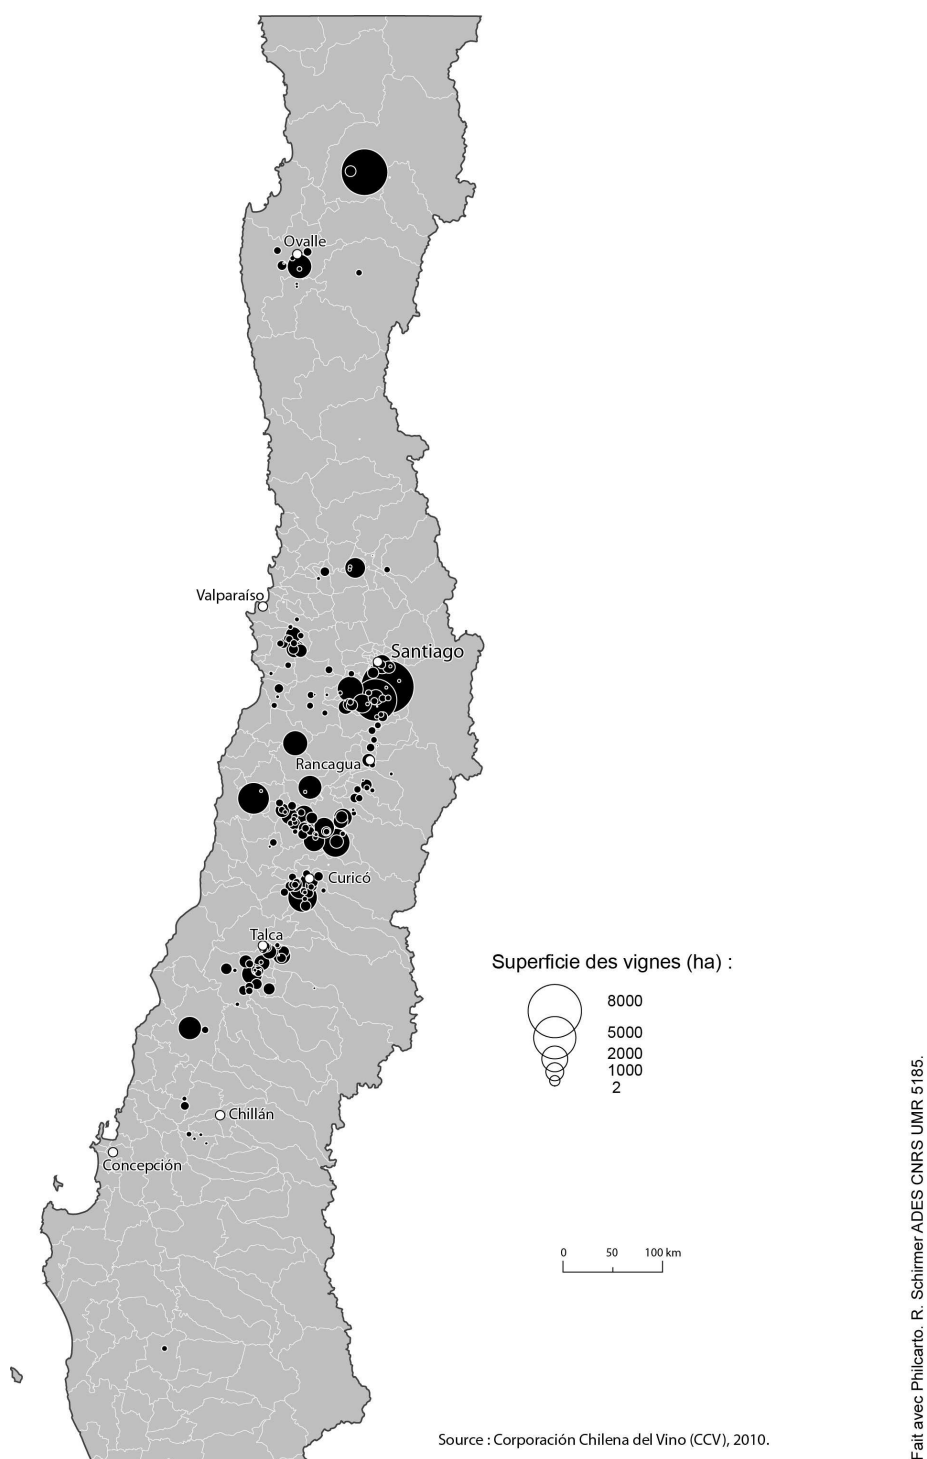 Ovalle
Valparaíso
Santiago
Rancagua
Curicó
Talca
Superficie des vignes (ha) :
8000
5000
2000
1000
2
Chillán
Concepción
0 50 100 km
Source : Corporación Chilena del Vino (CCV), 2010.
Fait avec Philcarto. R. Schirmer ADES CNRS UMR 5185.